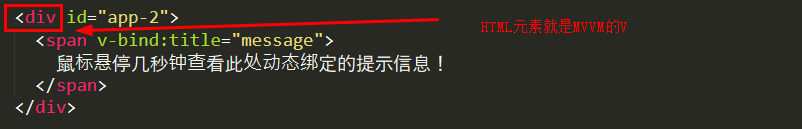 <div id="app-2">
HTML元素就是MVVM的V
<span v-bind:title="message">
鼠标悬停几秒钟查看此处动态绑定的提示信息！
</span>
</div>